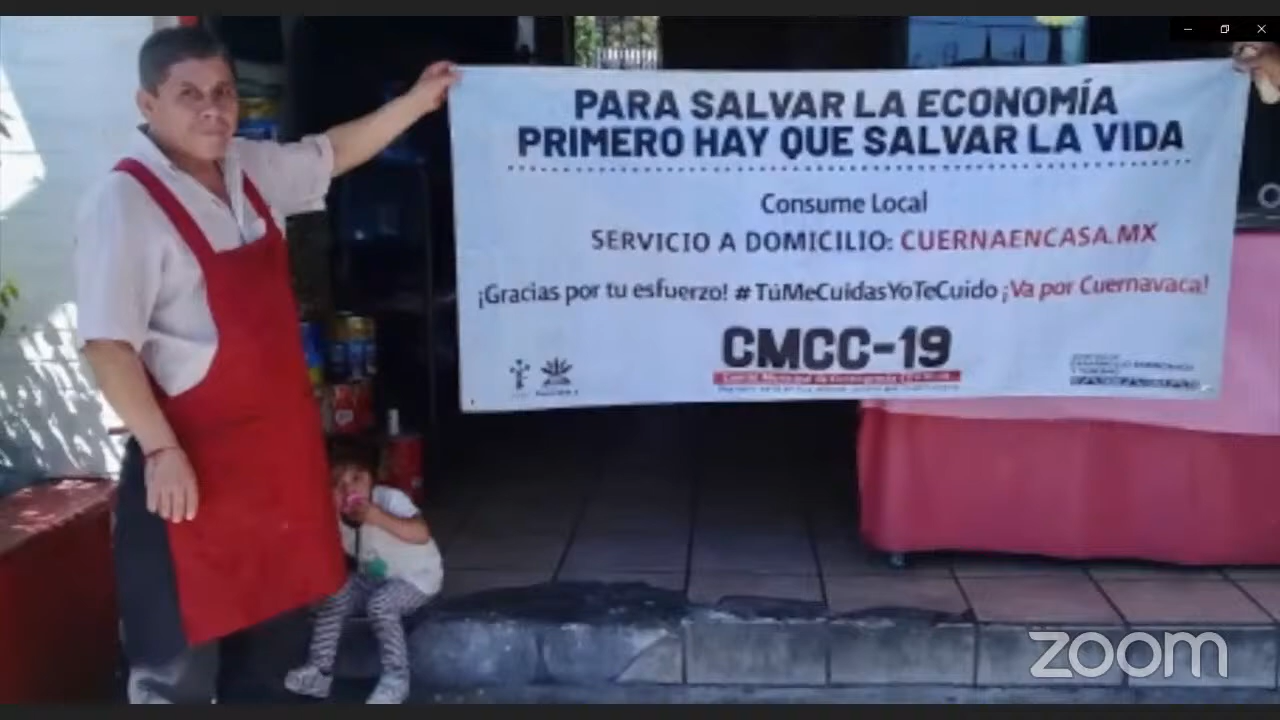 PARA SALVAR LA ECONOMÍA
PRIMERO HAY QUE SALVAR LA VIDA
Consume Local
SERVICIO A DOMICILIO: CUERNAENCASA.MX
¡Gracias por tu esfuerzo! #TúMeCuidasYoTeCuido ¡Va por Cuernavaca!
CMCC-19
zoom